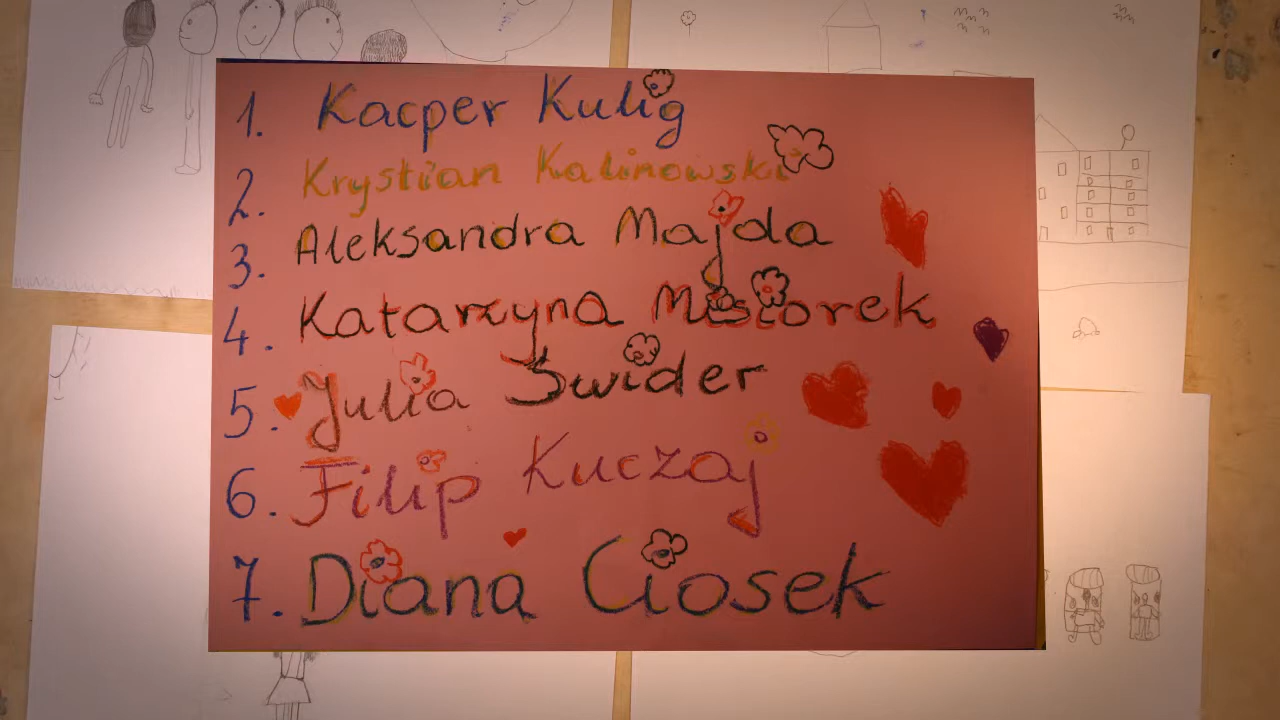 1. Kacper Kulig
2. Krystian Kalinowski
3. Aleksandra Majda
4. Katarzyna Misiorek
5. Julia Świder
6. Filip Kuczaj
7. Diana Ciosek